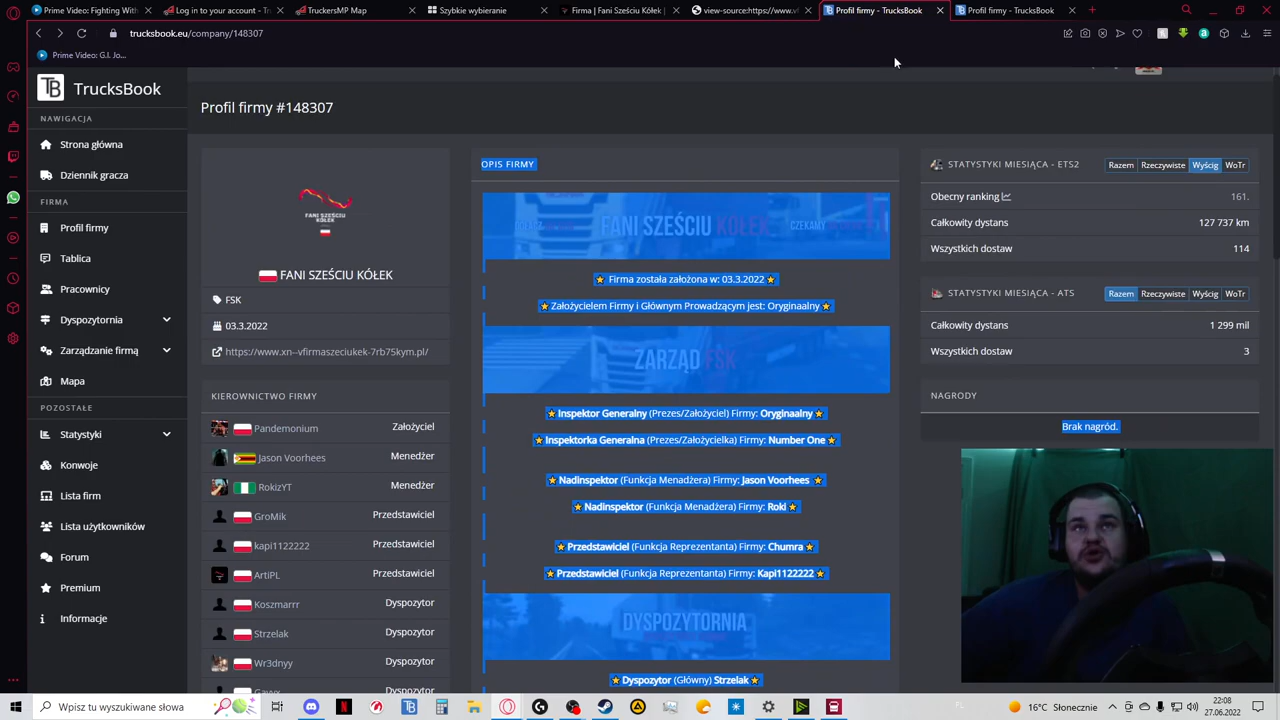 Prime Video: Fighting With
Log in to your account - Tr
TruckersMP Map
Szybkie wybieranie
Firma | Fani Sześciu Kółek |
view-source:https://www.vf
Profil firmy - TrucksBook
Profil firmy - TrucksBook
trucksbook.eu/company/148307
Prime Video: G.I. Jo...
TB TrucksBook
NAWIGACJA
Strona główna
Dziennik gracza
FIRMA
Profil firmy
Tablica
Pracownicy
Dyspozytornia
Zarządzanie firmą
Mapa
POZOSTAŁE
Statystyki
Konwoje
Lista firm
Lista użytkowników
Forum
Premium
Informacje
Profil firmy #148307
FANI SZEŚCIU
KÓŁEK
FANI SZEŚCIU KÓŁEK
FSK
03.3.2022
https://www.xn--vfirmaszeciukek-7rb75kym.pl/
KIEROWNICTWO FIRMY
Pandemonium Założyciel
Jason Voorhees Menedżer
RokizYT Menedżer
GroMik Przedstawiciel
kapi1122222 Przedstawiciel
ArtiPL Przedstawiciel
Koszmarrr Dyspozytor
Strzelak Dyspozytor
Wr3dnyy Dyspozytor
Gayyx Dyspozytor
OPIS FIRMY
FANI SZEŚCIU KÓŁEK
CZEKAMY
Firma została założona w: 03.3.2022
Założycielem Firmy i Głównym Prowadzącym jest: Oryginaalny
ZARZĄD FSK
Inspektor Generalny (Prezes/Założyciel) Firmy: Oryginaalny
Inspektorka Generalna (Prezes/Założycielka) Firmy: Number One
Nadinspektor (Funkcja Menadżera) Firmy: Jason Voorhees
Nadinspektor (Funkcja Menadżera) Firmy: Roki
Przedstawiciel (Funkcja Reprezentanta) Firmy: Chumra
Przedstawiciel (Funkcja Reprezentanta) Firmy: Kapi1122222
DYSPOZYTORNIA
Dyspozytor (Główny) Strzelak
STATYSTYKI MIESIĄCA - ETS2
Razem Rzeczywiste Wyścig WoTr
Obecny ranking 161.
Całkowity dystans 127 737 km
Wszystkich dostaw 114
STATYSTYKI MIESIĄCA - ATS
Razem Rzeczywiste Wyścig WoTr
Całkowity dystans 1 299 mil
Wszystkich dostaw 3
NAGRODY
Brak nagród.
Wpisz tu wyszukiwane słowa
16°C Słonecznie
22:08
27.06.2022